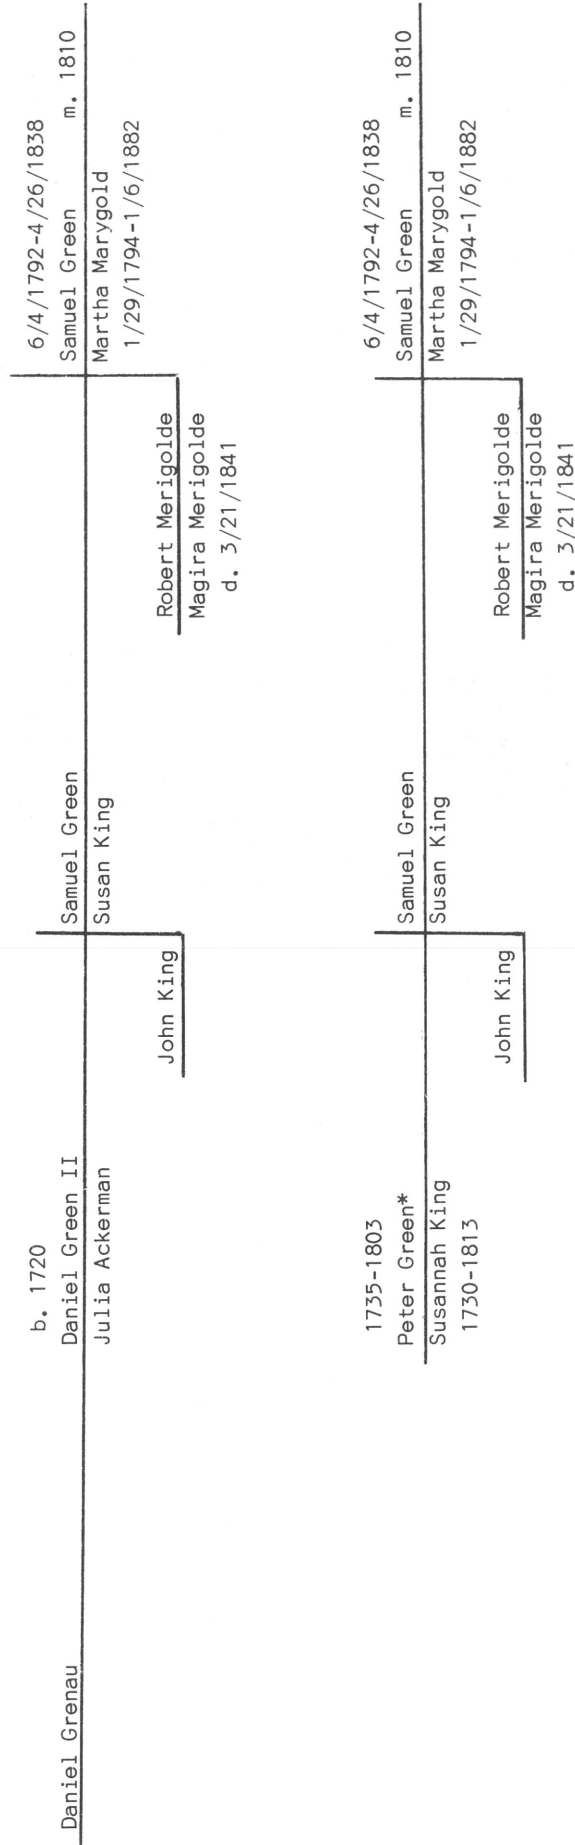 Daniel Grenau
b. 1720
Daniel Green II
Julia Ackerman
John King
Samuel Green
Susan King
Robert Merigolde
Magira Merigolde
d. 3/21/1841
6/4/1792-4/26/1838
Samuel Green m. 1810
Martha Marygold
1/29/1794-1/6/1882
1735-1803
Peter Green*
Susannah King
1730-1813
John King
Samuel Green
Susan King
Robert Merigolde
Magira Merigolde
d. 3/21/1841
6/4/1792-4/26/1838
Samuel Green m. 1810
Martha Marygold
1/29/1794-1/6/1882